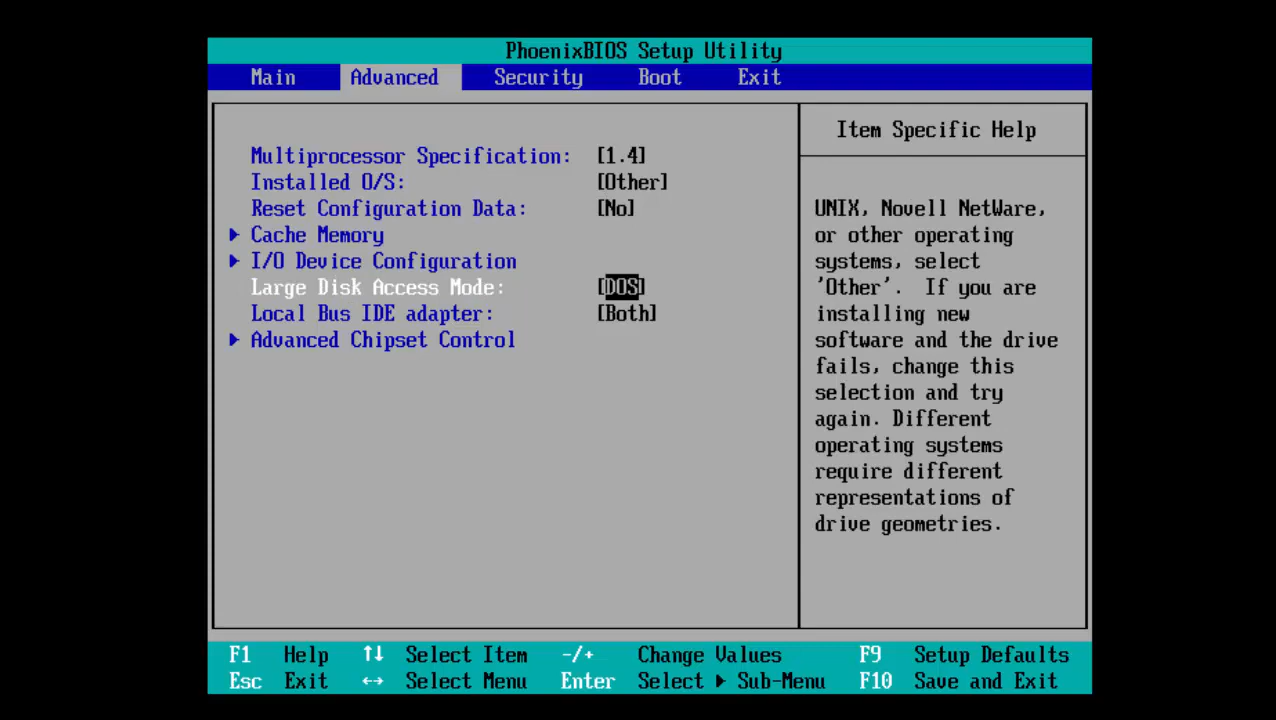 PhoenixBIOS Setup Utility
Main Advanced Security Boot Exit
Item Specific Help
Multiprocessor Specification: [1.4]
Installed O/S: [Other]
Reset Configuration Data: [No]
Cache Memory
I/O Device Configuration
Large Disk Access Mode: [DOS]
Local Bus IDE adapter: [Both]
Advanced Chipset Control
UNIX, Novell NetWare,
or other operating
systems, select
'Other'. If you are
installing new
software and the drive
fails, change this
selection and try
again. Different
operating systems
require different
representations of
drive geometries.
F1 Help ↑↓ Select Item -/+ Change Values F9 Setup Defaults
Esc Exit ↔ Select Menu Enter Select ▶ Sub-Menu F10 Save and Exit